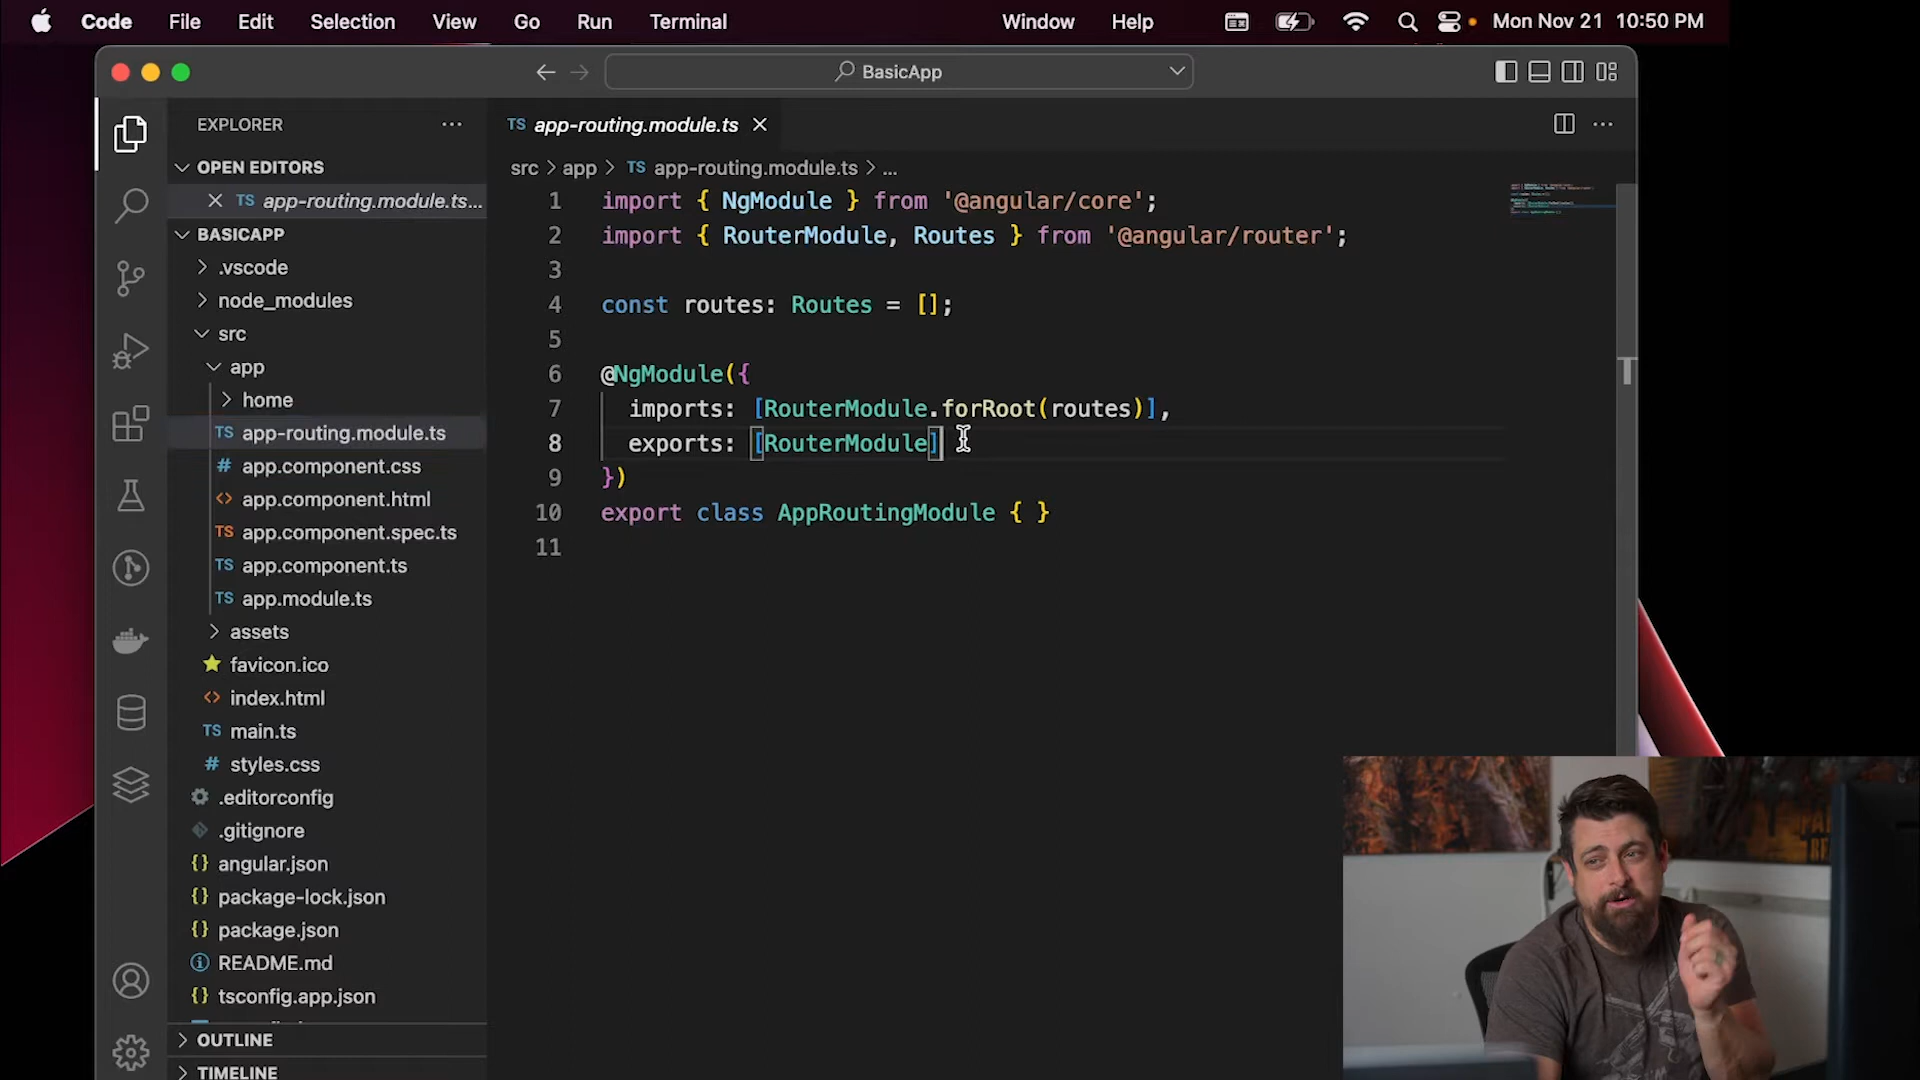 Code File Edit Selection View Go Run Terminal Window Help Mon Nov 21 10:50 PM
BasicApp
EXPLORER
OPEN EDITORS
TS app-routing.module.ts...
BASICAPP
.vscode
node_modules
src
app
home
TS app-routing.module.ts
# app.component.css
<> app.component.html
TS app.component.spec.ts
TS app.component.ts
TS app.module.ts
assets
favicon.ico
<> index.html
TS main.ts
# styles.css
.editorconfig
.gitignore
{} angular.json
{} package-lock.json
{} package.json
README.md
{} tsconfig.app.json
OUTLINE
TIMELINE
TS app-routing.module.ts
src > app > TS app-routing.module.ts > ...
1 import { NgModule } from '@angular/core';
2 import { RouterModule, Routes } from '@angular/router';
3
4 const routes: Routes = [];
5
6 @NgModule({
7 imports: [RouterModule.forRoot(routes)],
8 exports: [RouterModule]
9 })
10 export class AppRoutingModule { }
11